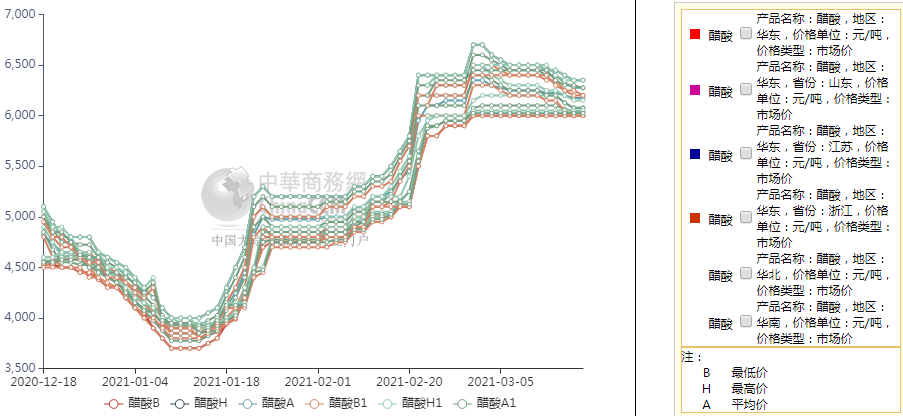 7,000
6,500
6,000
5,500
5,000
4,500
4,000
3,500
2020-12-18
2021-01-04
2021-01-18
2021-02-01
2021-02-20
2021-03-05
中華商務網
中国
门户
醋酸B
醋酸H
醋酸A
醋酸B1
醋酸H1
醋酸A1
醋酸
产品名称：醋酸，地区：
华东，价格单位：元/吨，
价格类型：市场价
醋酸
产品名称：醋酸，地区：
华东，省份：山东，价格
单位：元/吨，价格类型：
市场价
醋酸
产品名称：醋酸，地区：
华东，省份：江苏，价格
单位：元/吨，价格类型：
市场价
醋酸
产品名称：醋酸，地区：
华东，省份：浙江，价格
单位：元/吨，价格类型：
市场价
醋酸
产品名称：醋酸，地区：
华北，价格单位：元/吨，
价格类型：市场价
醋酸
产品名称：醋酸，地区：
华南，价格单位：元/吨，
价格类型：市场价
注：
B 最低价
H 最高价
A 平均价